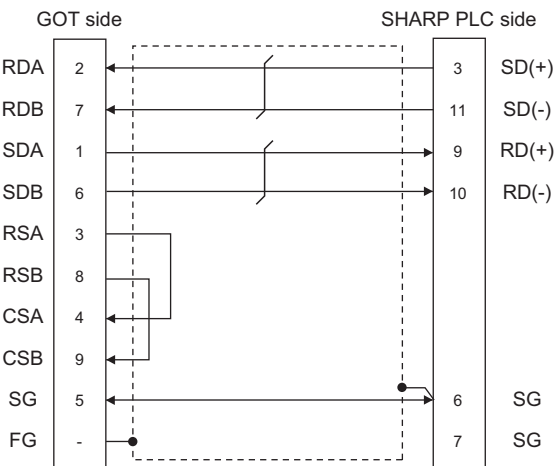 GOT side SHARP PLC side
RDA 2 3 SD(+)
RDB 7 11 SD(-)
SDA 1 9 RD(+)
SDB 6 10 RD(-)
RSA 3
RSB 8
CSA 4
CSB 9
SG 5 6 SG
FG - 7 SG